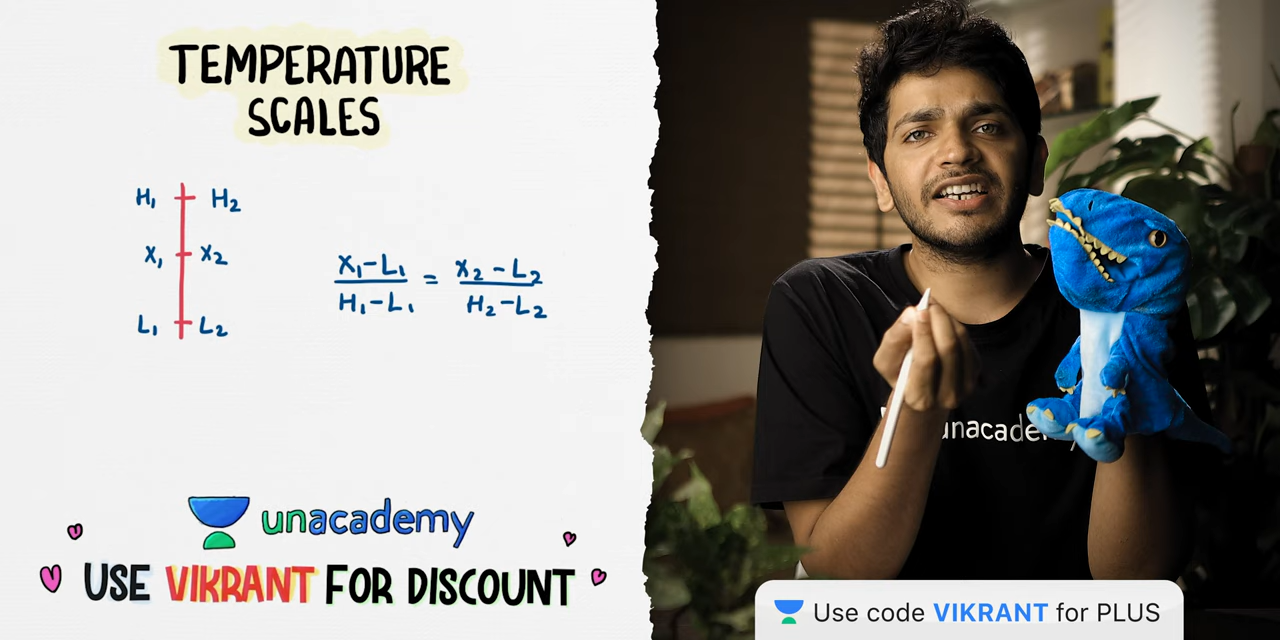 TEMPERATURE
SCALES
H₁ H₂
X₁ X₂
L₁ L₂
X₁-L₁ = X₂-L₂
H₁-L₁ H₂-L₂
unacademy
USE VIKRANT FOR DISCOUNT
unacade
Use code VIKRANT for PLUS